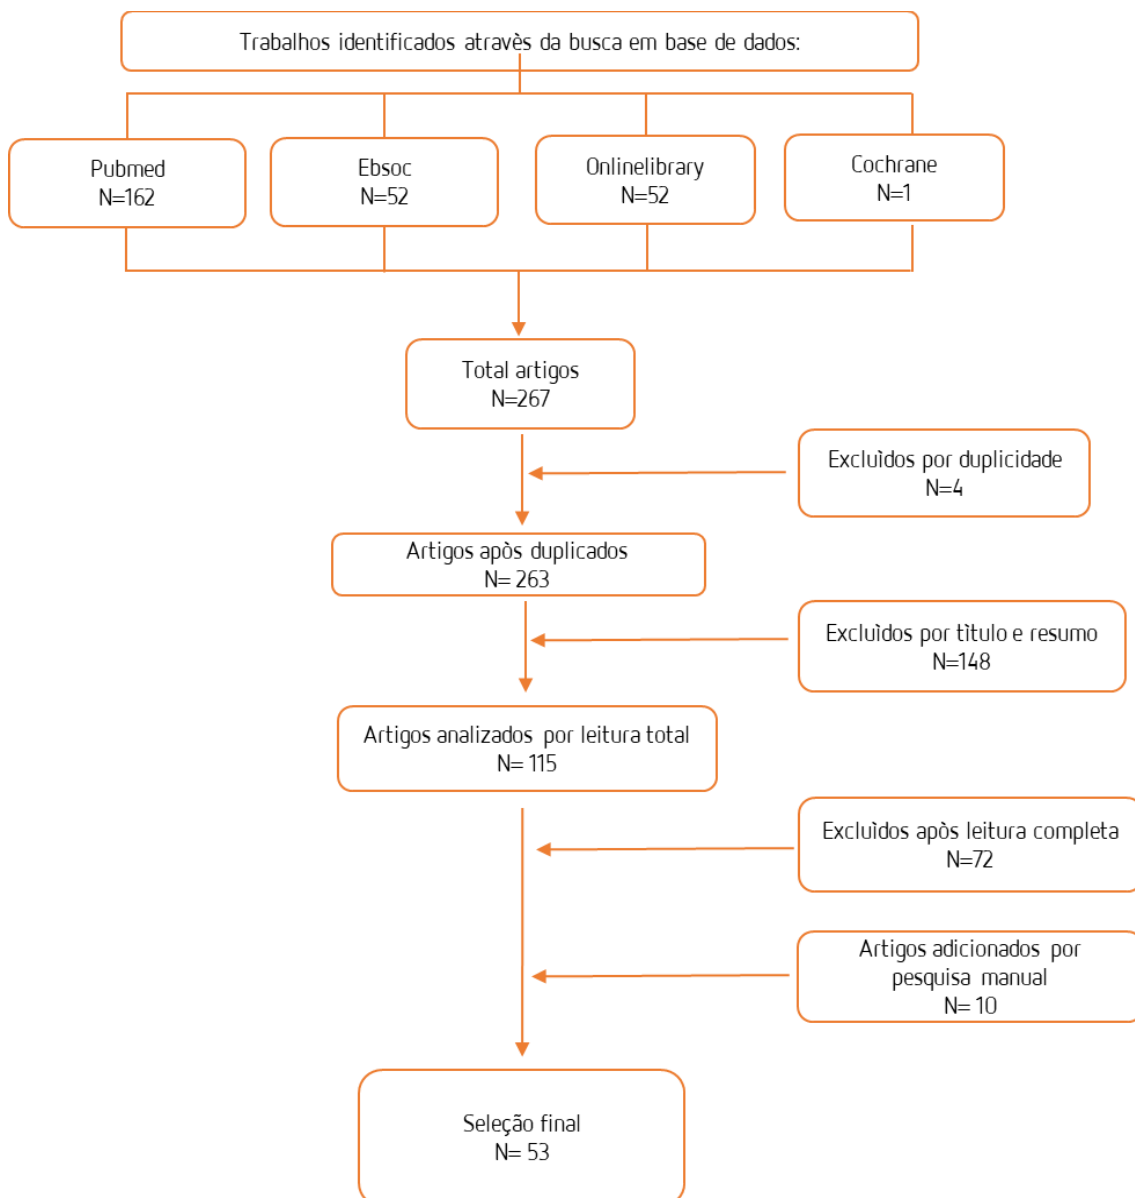 Trabalhos identificados atravès da busca em base de dados:
Pubmed
N=162
Ebsoc
N=52
Onlinelibrary
N=52
Cochrane
N=1
Total artigos
N=267
Excluìdos por duplicidade
N=4
Artigos após duplicados
N= 263
Excluìdos por tìtulo e resumo
N=148
Artigos analizados por leitura total
N= 115
Excluìdos após leitura completa
N=72
Artigos adicionados por
pesquisa manual
N= 10
Seleção final
N= 53